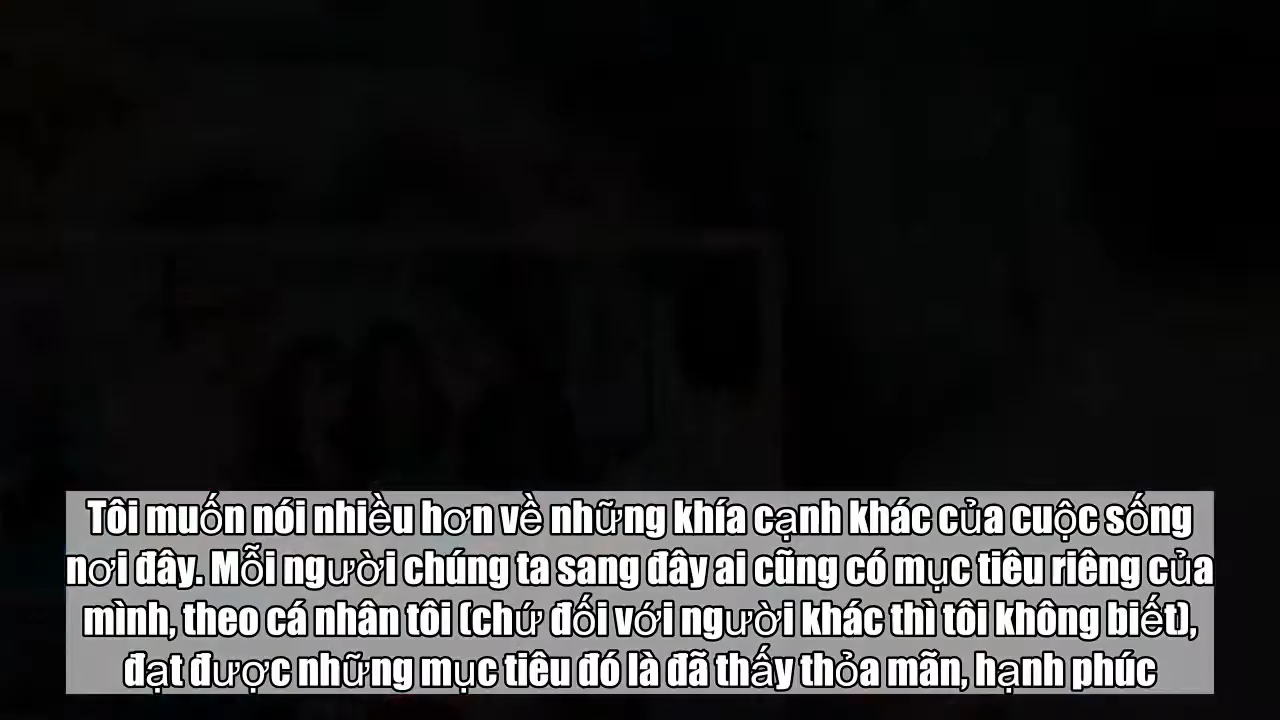 Tôi muốn nói nhiều hơn về những khía cạnh khác của cuộc sống
nơi đây. Mỗi người chúng ta sang đây ai cũng có mục tiêu riêng của
mình, theo cá nhân tôi (chứ đối với người khác thì tôi không biết),
đạt được những mục tiêu đó là đã thấy thỏa mãn, hạnh phúc